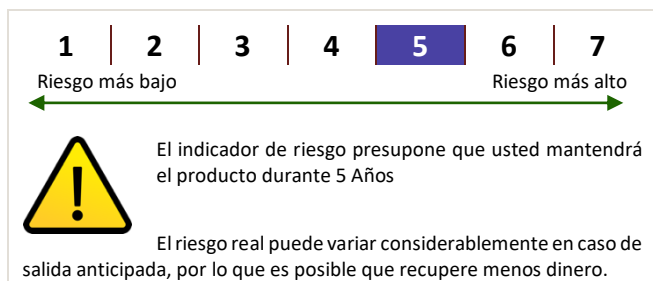 1 2 3 4 5 6 7
Riesgo más bajo Riesgo más alto
El indicador de riesgo presupone que usted mantendrá
el producto durante 5 Años
El riesgo real puede variar considerablemente en caso de
salida anticipada, por lo que es posible que recupere menos dinero.